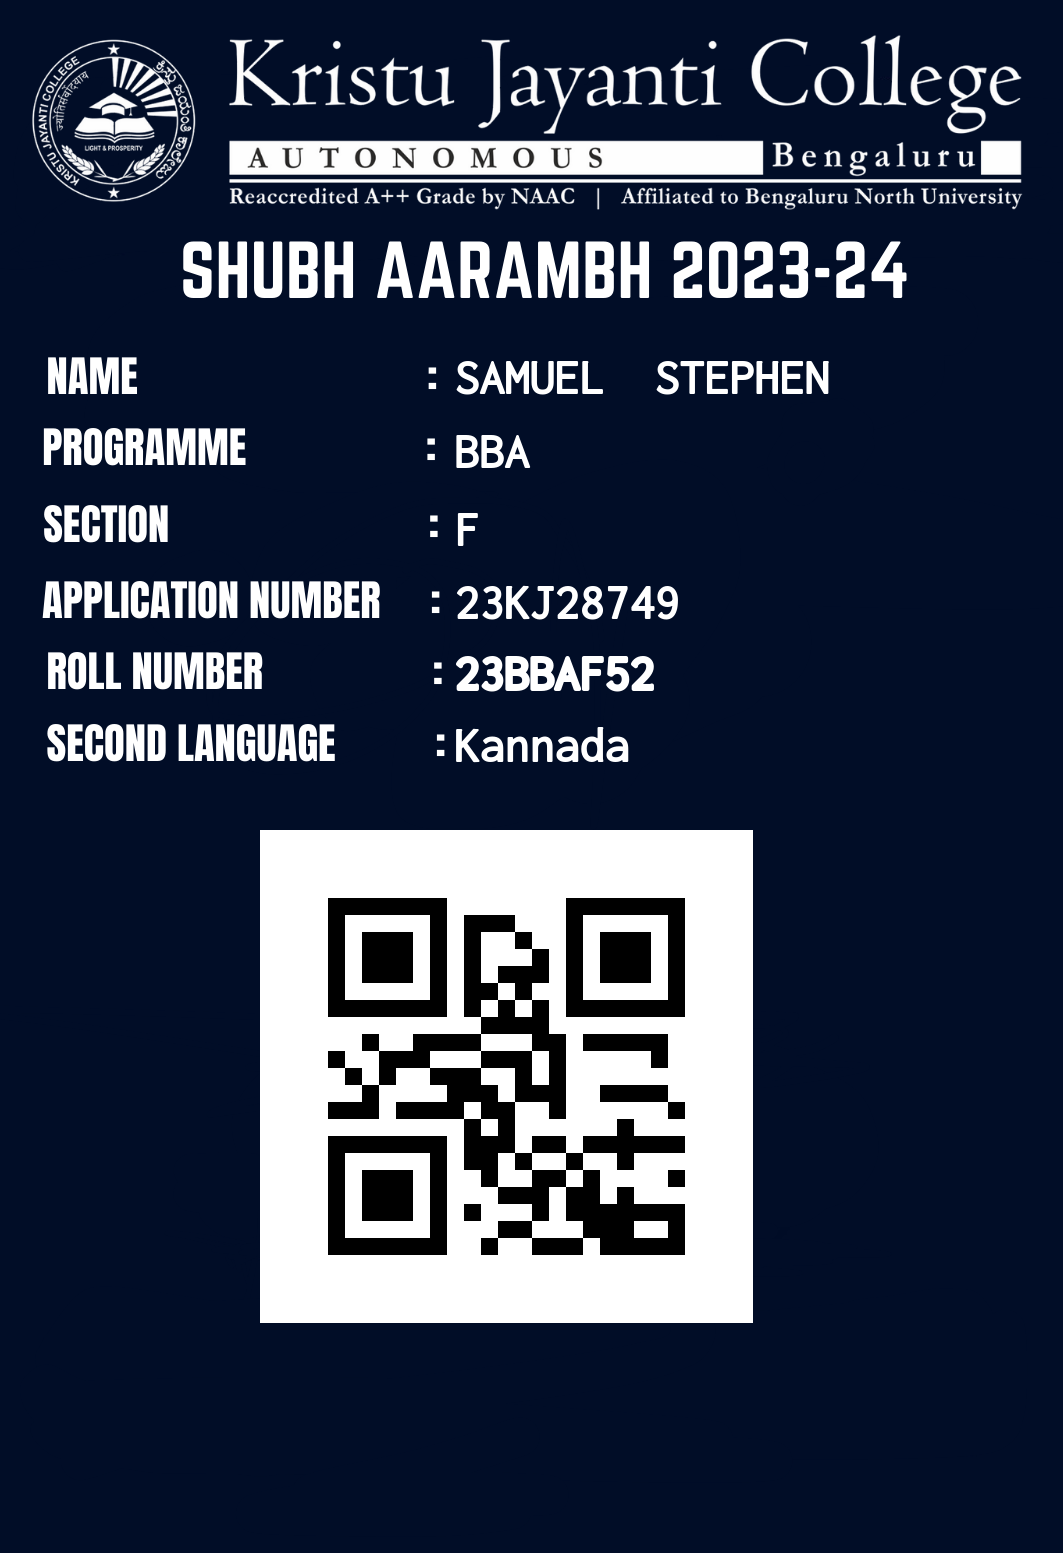 KRISTU JAYANTI COLLEGE
ಕ್ರಿಸ್ತು ಜಯಂತಿ ಕಾಲೇಜು
LIGHT & PROSPERITY
Kristu Jayanti College
AUTONOMOUS Bengaluru
Reaccredited A++ Grade by NAAC | Affiliated to Bengaluru North University
SHUBH AARAMBH 2023-24
NAME : SAMUEL STEPHEN
PROGRAMME : BBA
SECTION : F
APPLICATION NUMBER : 23KJ28749
ROLL NUMBER : 23BBAF52
SECOND LANGUAGE : Kannada